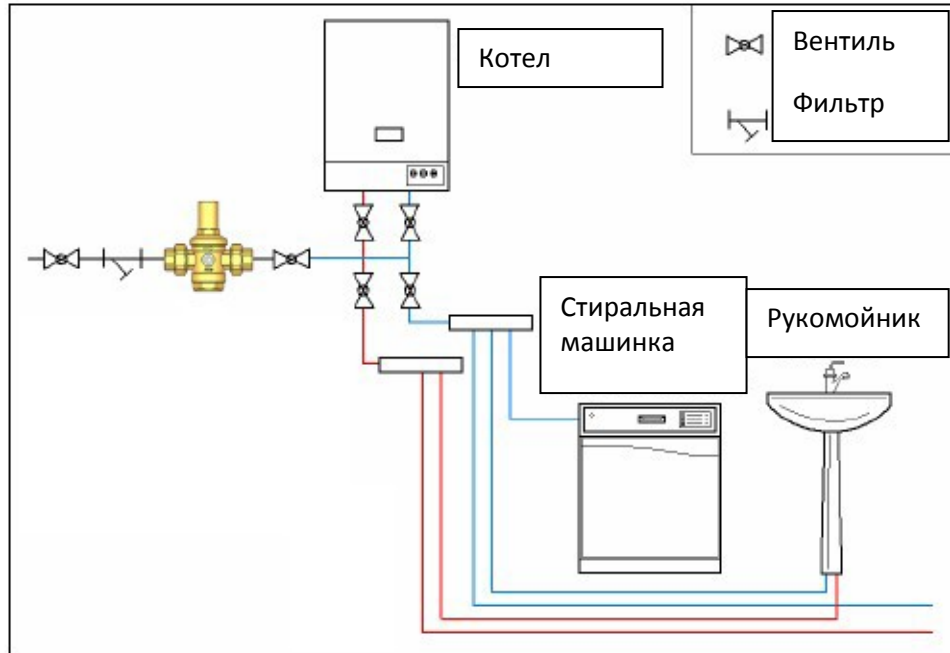 Котел
Вентиль
Фильтр
Стиральная
машинка
Рукомойник